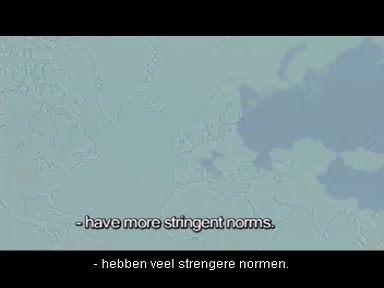 - have more stringent norms.
- hebben veel strengere normen.